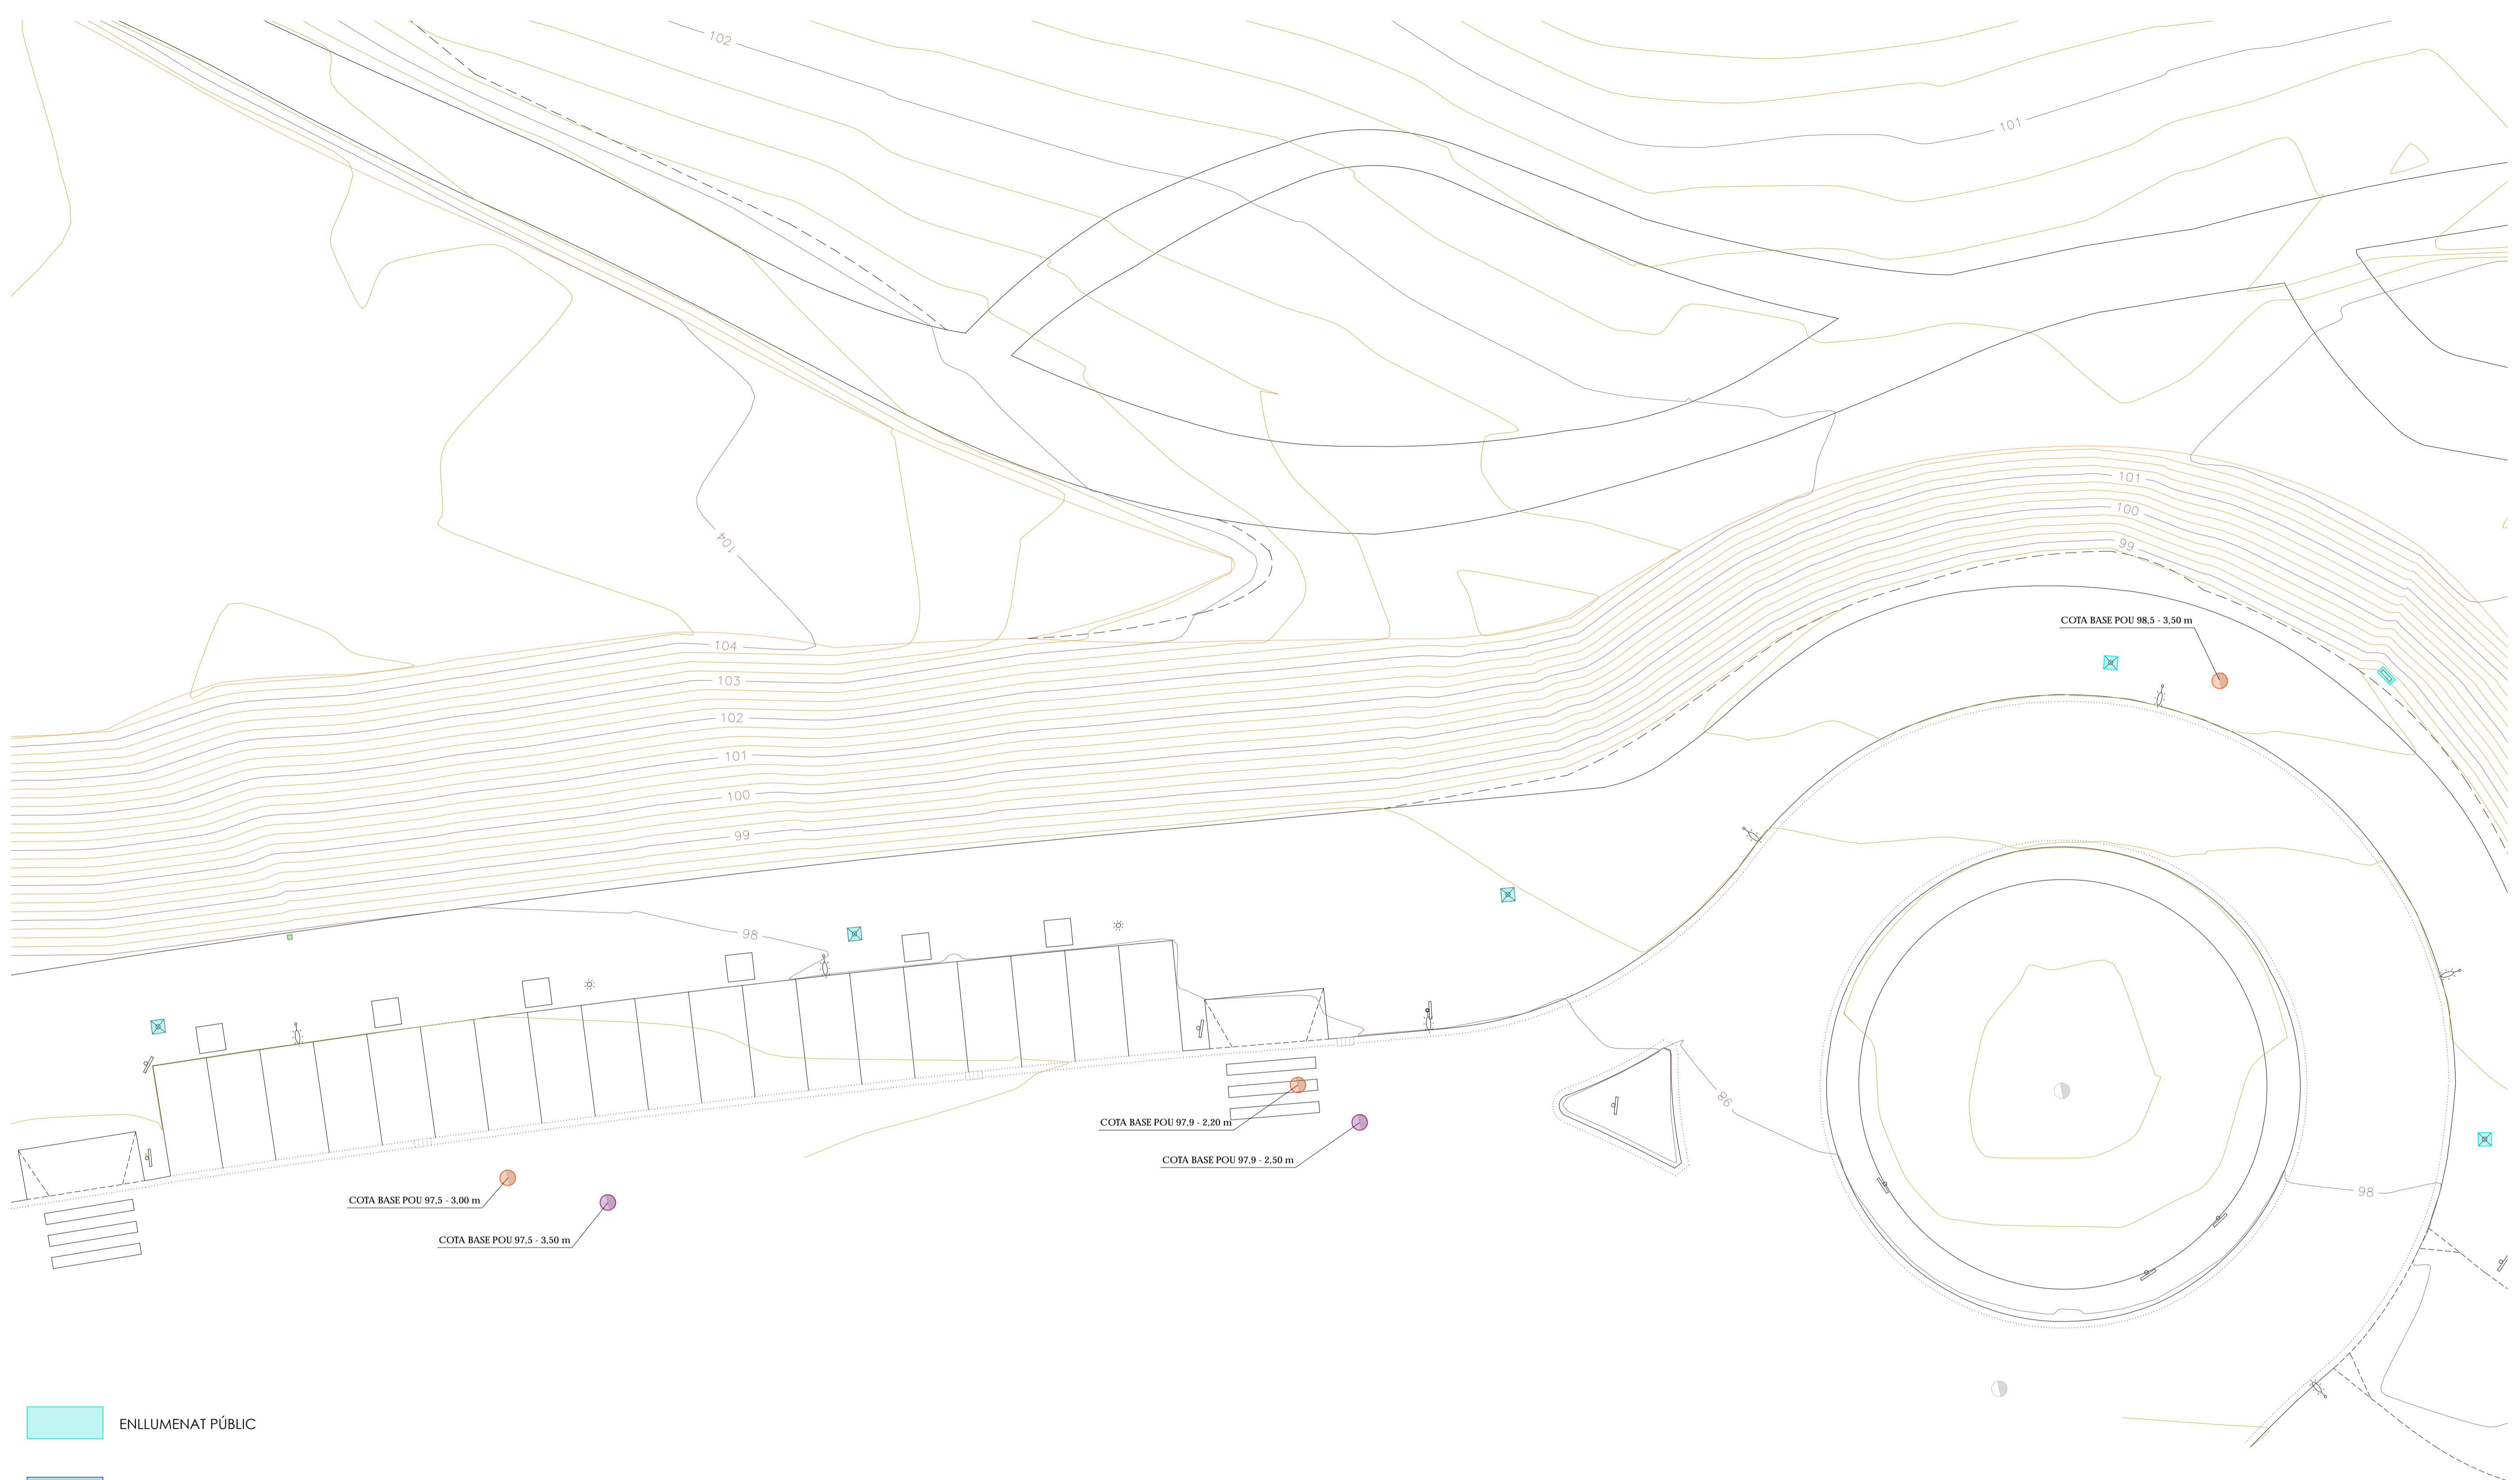 102
101
101
100
99
104
COTA BASE POU 98,5 - 3,50 m
104
103
102
101
100
99
98
COTA BASE POU 97,9 - 2,20 m
98
COTA BASE POU 97,9 - 2,50 m
98
COTA BASE POU 97,5 - 3,00 m
COTA BASE POU 97,5 - 3,50 m
ENLLUMENAT PÚBLIC